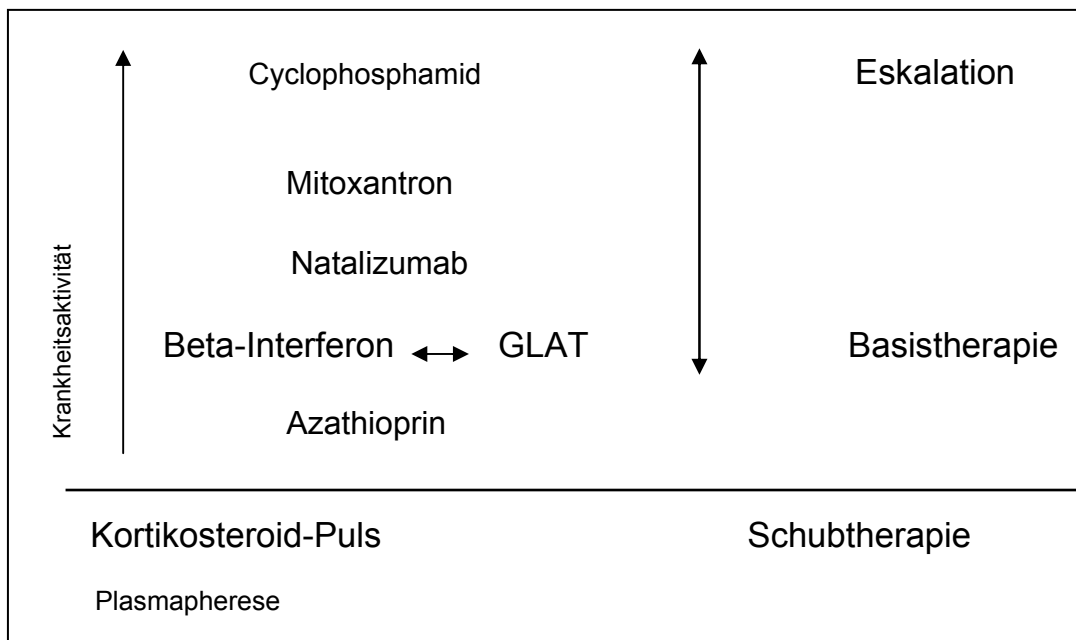 Cyclophosphamid
Eskalation
Mitoxantron
Natalizumab
Krankheitsaktivität
Beta-Interferon
GLAT
Basistherapie
Azathioprin
Kortikosteroid-Puls
Schubtherapie
Plasmapherese